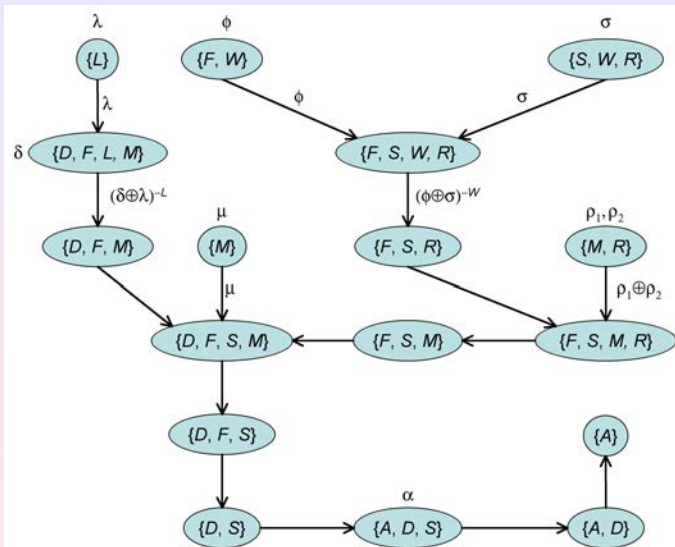 λ φ σ
{L} {F, W} {S, W, R}
λ φ σ
δ {D, F, L, M} {F, S, W, R}
(δ⊕λ)⁻ᴸ (φ⊕σ)⁻ᵂ
μ ρ₁, ρ₂
{D, F, M} {M} {F, S, R} {M, R}
μ ρ₁⊕ρ₂
{D, F, S, M} {F, S, M} {F, S, M, R}
{D, F, S} {A}
α
{D, S} {A, D, S} {A, D}